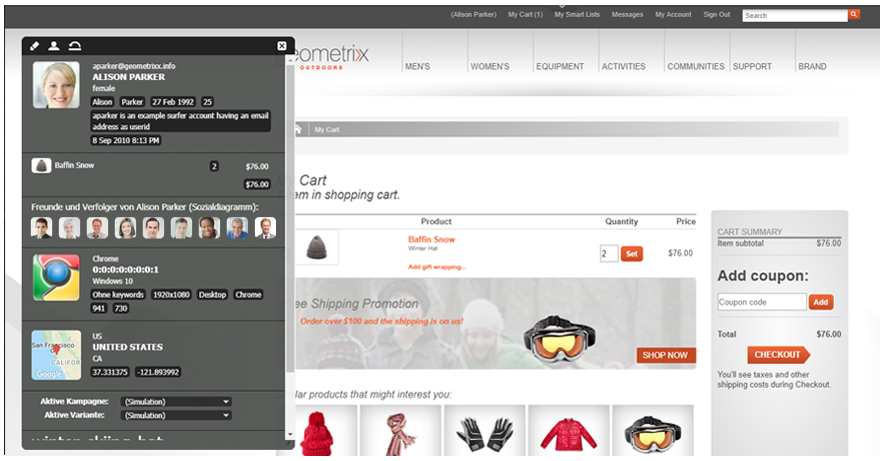 (Alison Parker) My Cart (1) My Smart Lists Messages My Account Sign Out Search
eometrixx
OUTDOORS
MEN'S WOMEN'S EQUIPMENT ACTIVITIES COMMUNITIES SUPPORT BRAND
aparker@geometrixx.info
ALISON PARKER
female
Alison Parker 27 Feb 1992 25
aparker is an example surfer account having an email
address as userid
8 Sep 2010 8:13 PM
Baffin Snow 2 $76.00
$76.00
Freunde und Verfolger von Alison Parker (Sozialdiagramm):
Chrome
0:0:0:0:0:0:0:1
Windows 10
Ohne keywords 1920x1080 Desktop Chrome
941 730
San Francisco
CALIFOR
Google
US
UNITED STATES
CA
37.331375 -121.893992
Aktive Kampagne: (Simulation)
Aktive Variante: (Simulation)
winter skiing hat
My Cart
My Cart
em in shopping cart.
Product Quantity Price
Baffin Snow
Winter Hat
2 Set $76.00
Add gift wrapping...
ee Shipping Promotion
Order over $100 and the shipping is on us!
SHOP NOW
lar products that might interest you:
CART SUMMARY
Item subtotal $76.00
Add coupon:
Coupon code Add
Total $76.00
CHECKOUT
You'll see taxes and other
shipping costs during Checkout.